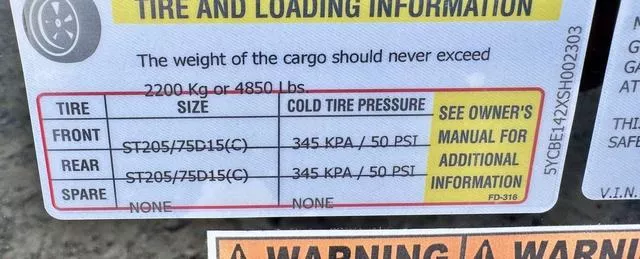 TIRE AND LOADING INFORMATION
The weight of the cargo should never exceed
2200 Kg or 4850 Lbs.
TIRE SIZE COLD TIRE PRESSURE
FRONT ST205/75D15(C) 345 KPA / 50 PSI
REAR ST205/75D15(C) 345 KPA / 50 PSI
SPARE NONE NONE
SEE OWNER'S
MANUAL FOR
ADDITIONAL
INFORMATION
FD-316
5YCBE142XSH002303
AT
SAFE
V.I.N.
WARNING